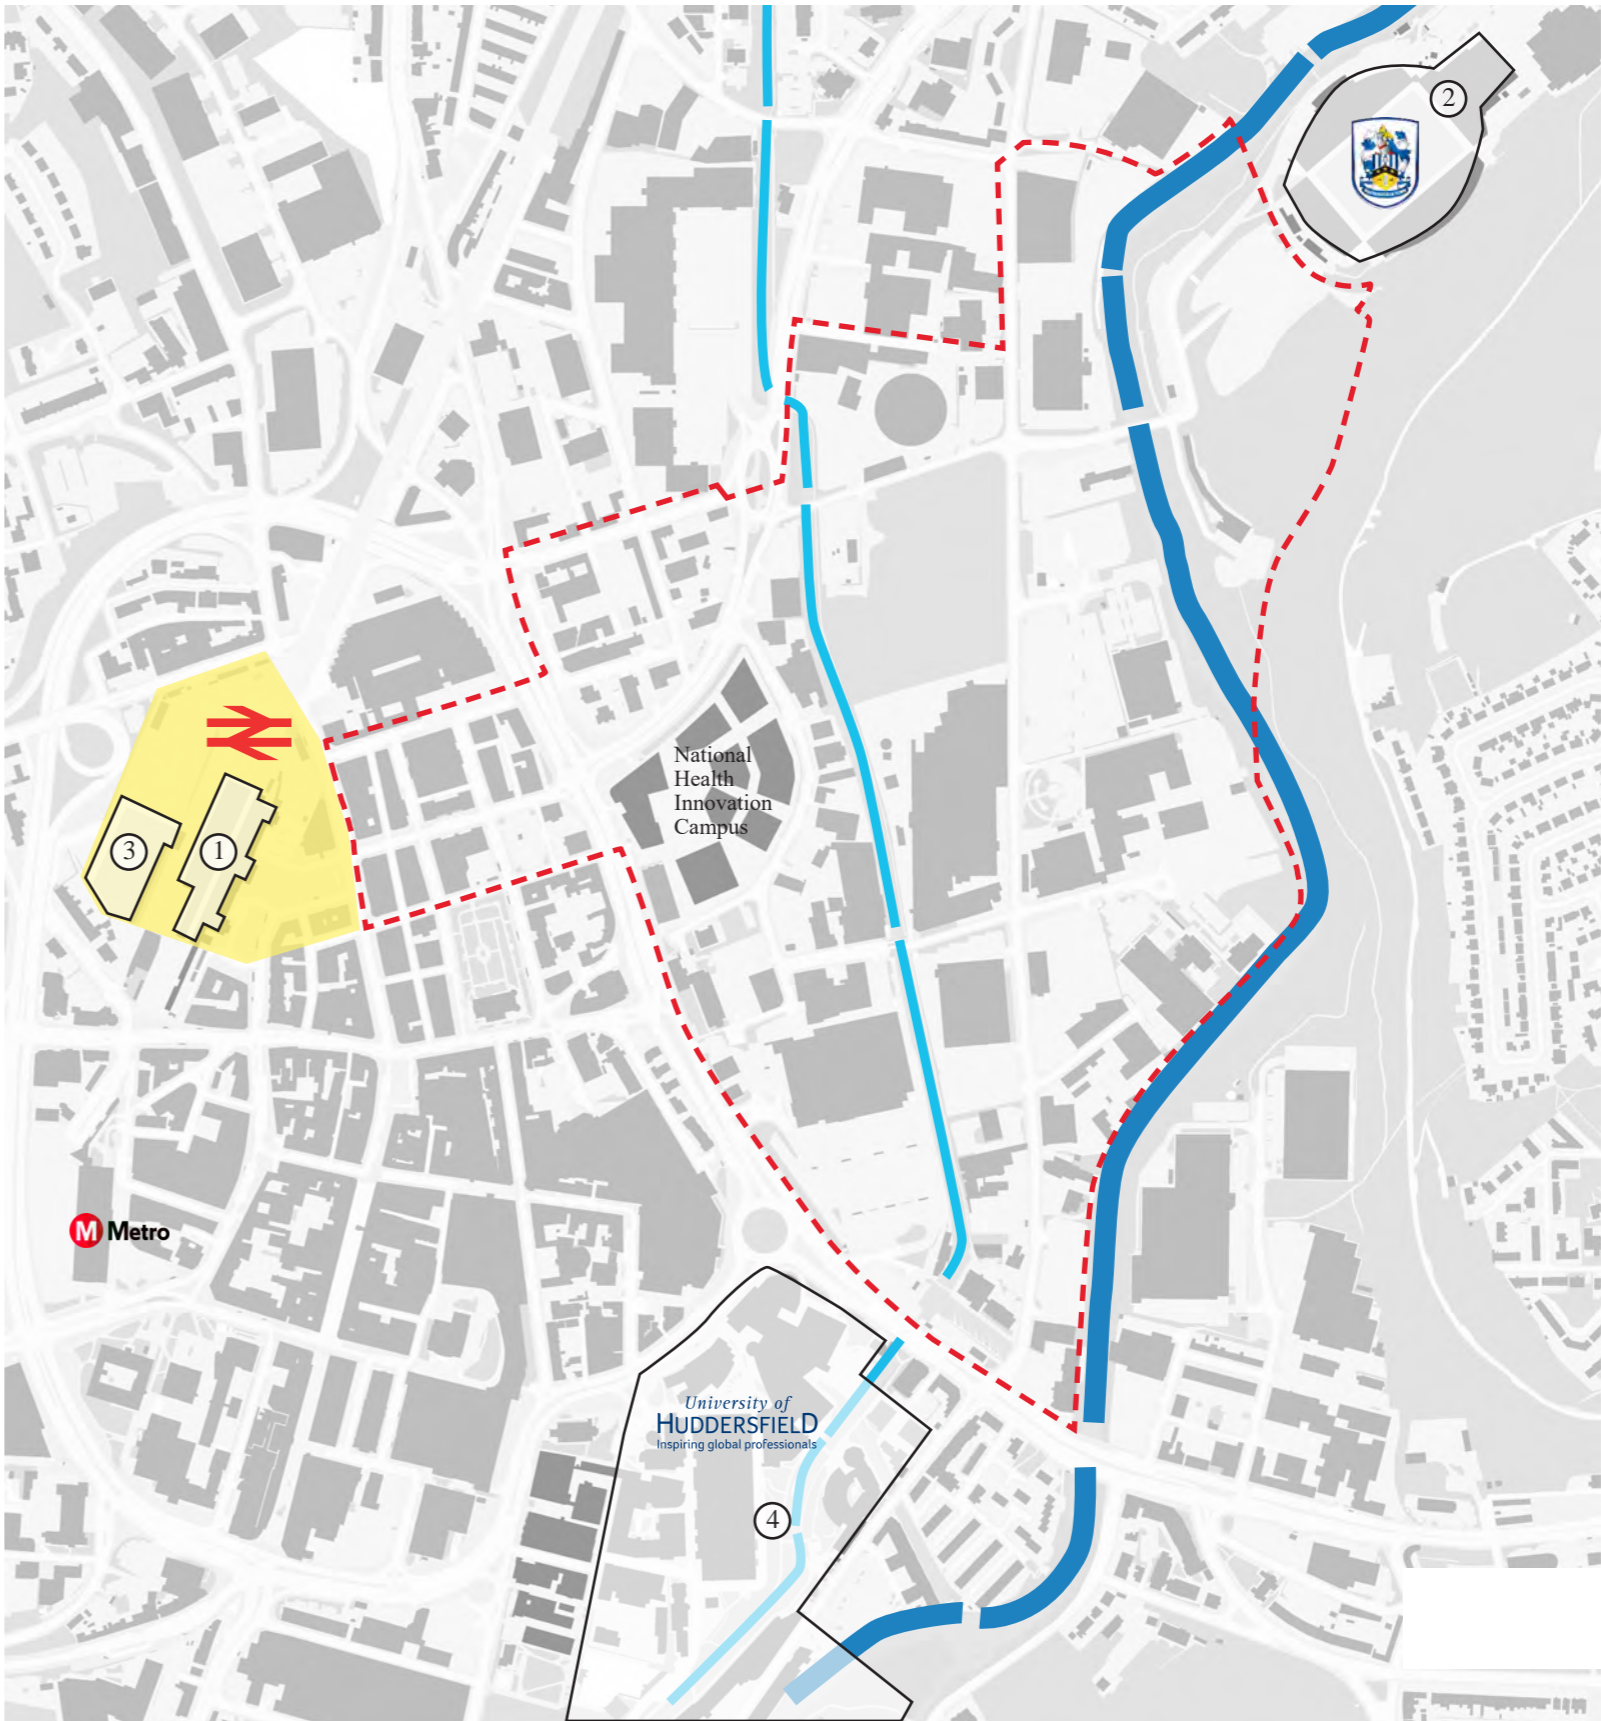 2
National
Health
Innovation
Campus
3
1
M Metro
University of
HUDDERSFIELD
Inspiring global professionals
4